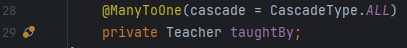 28 @ManyToOne(cascade = CascadeType.ALL)
29 private Teacher taughtBy;